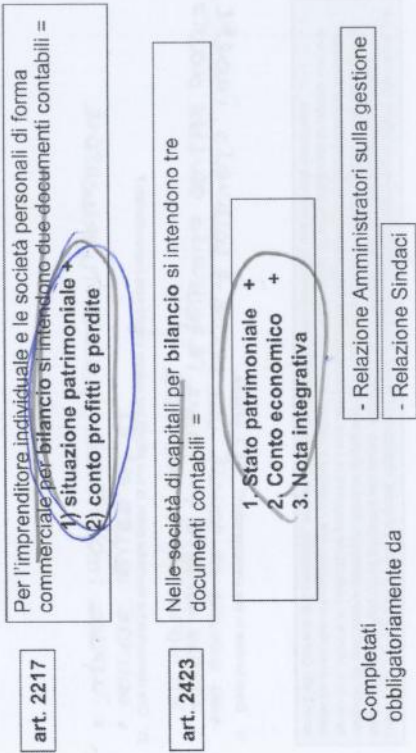 art. 2217
Per l'imprenditore individuale e le società personali di forma
commerciale per bilancio si intendono due documenti contabili =
1) situazione patrimoniale +
2) conto profitti e perdite
art. 2423
Nelle società di capitali per bilancio si intendono tre
documenti contabili =
1. Stato patrimoniale +
2. Conto economico +
3. Nota integrativa
Completati
obbligatoriamente da
- Relazione Amministratori sulla gestione
- Relazione Sindaci